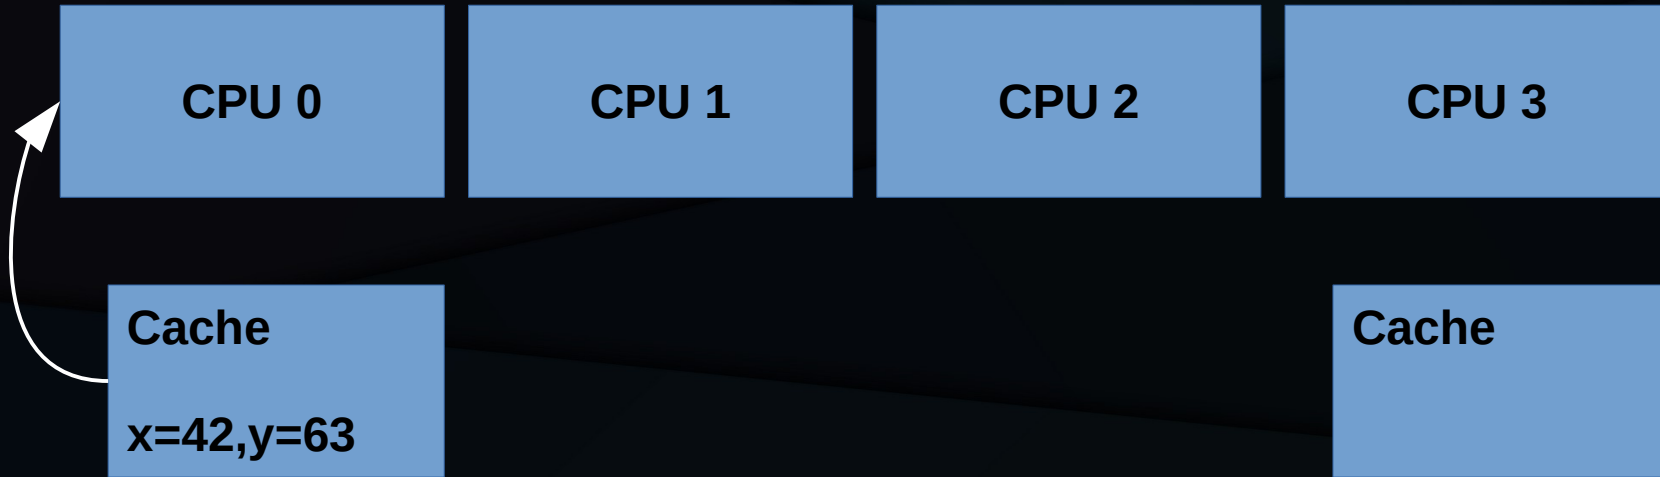 CPU 0
CPU 1
CPU 2
CPU 3
Cache
x=42,y=63
Cache